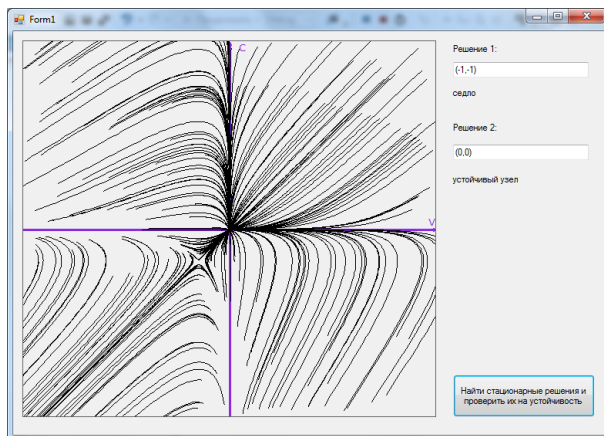 Form1
C
V
Решение 1:
(-1,-1)
седло
Решение 2:
(0,0)
устойчивый узел
Найти стационарные решения и
проверить их на устойчивость